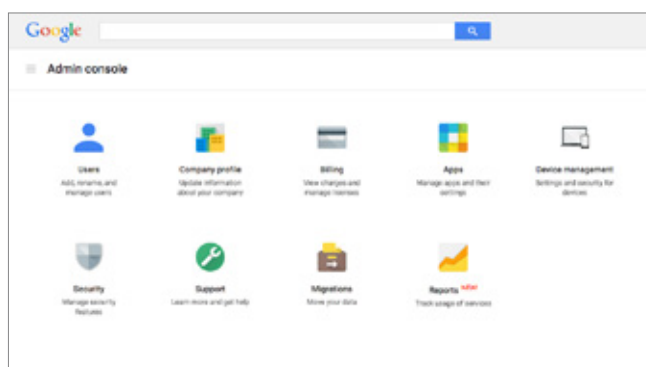 Google
Admin console
Users
Add, rename, and
manage users
Company profile
Update information
about your company
Billing
View charges and
manage licenses
Apps
Manage apps and their
settings
Device management
Settings and security for
devices
Security
Manage security
features
Support
Learn more and get help
Migrations
Move your data
Reports
Track usage of services